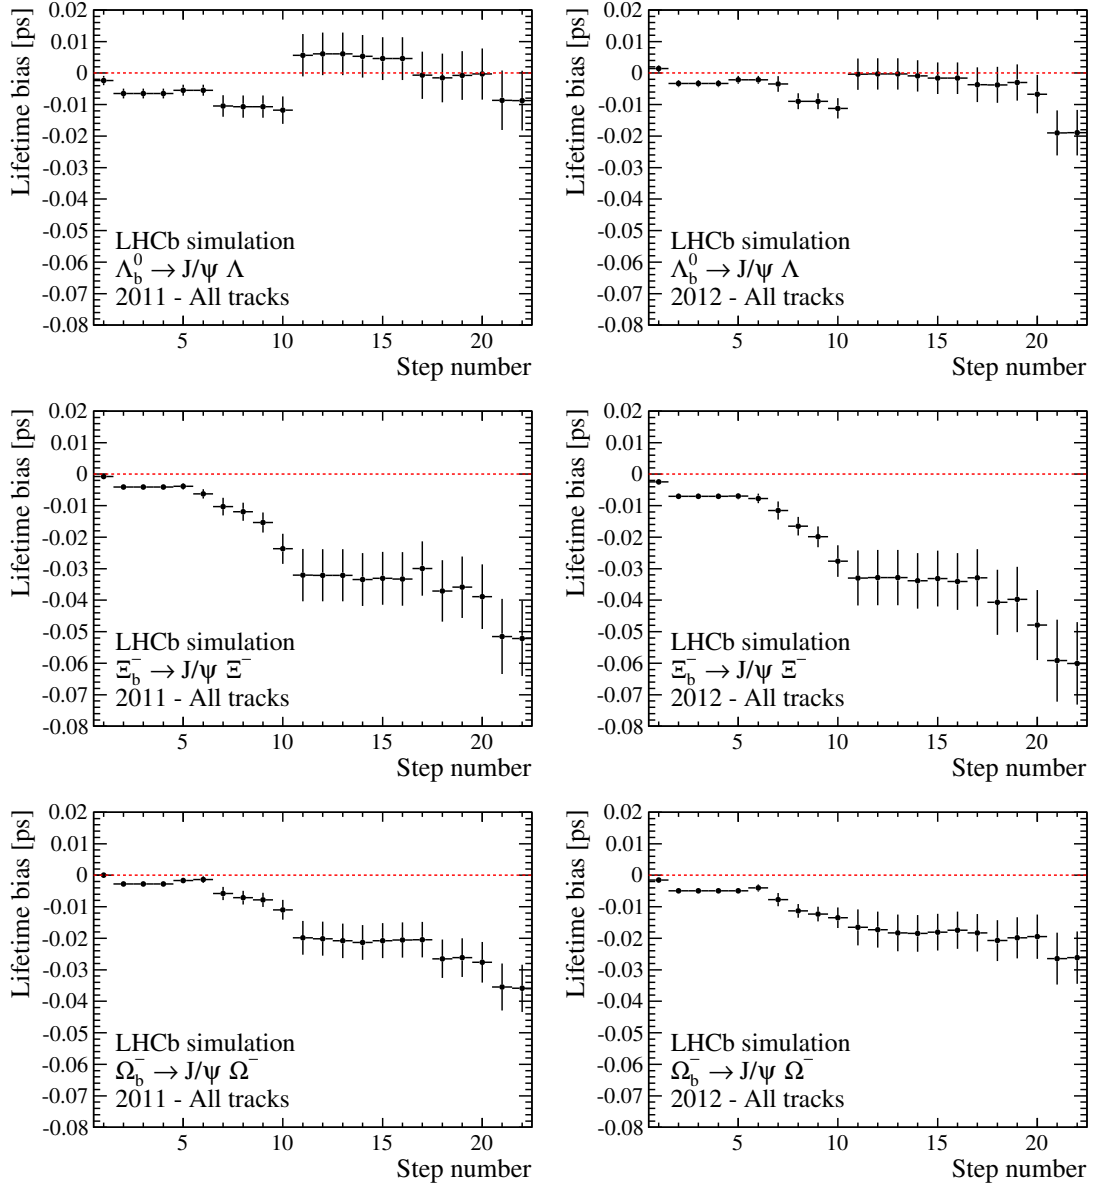 0.02
0.01
0
-0.01
-0.02
-0.03
-0.04
-0.05
-0.06
-0.07
-0.08
Lifetime bias [ps]
LHCb simulation
Λ_b^0 → J/ψ Λ
2011 - All tracks
5 10 15 20
Step number
0.02
0.01
0
-0.01
-0.02
-0.03
-0.04
-0.05
-0.06
-0.07
-0.08
Lifetime bias [ps]
LHCb simulation
Λ_b^0 → J/ψ Λ
2012 - All tracks
5 10 15 20
Step number
0.02
0.01
0
-0.01
-0.02
-0.03
-0.04
-0.05
-0.06
-0.07
-0.08
Lifetime bias [ps]
LHCb simulation
Ξ_b^- → J/ψ Ξ^-
2011 - All tracks
5 10 15 20
Step number
0.02
0.01
0
-0.01
-0.02
-0.03
-0.04
-0.05
-0.06
-0.07
-0.08
Lifetime bias [ps]
LHCb simulation
Ξ_b^- → J/ψ Ξ^-
2012 - All tracks
5 10 15 20
Step number
0.02
0.01
0
-0.01
-0.02
-0.03
-0.04
-0.05
-0.06
-0.07
-0.08
Lifetime bias [ps]
LHCb simulation
Ω_b^- → J/ψ Ω^-
2011 - All tracks
5 10 15 20
Step number
0.02
0.01
0
-0.01
-0.02
-0.03
-0.04
-0.05
-0.06
-0.07
-0.08
Lifetime bias [ps]
LHCb simulation
Ω_b^- → J/ψ Ω^-
2012 - All tracks
5 10 15 20
Step number